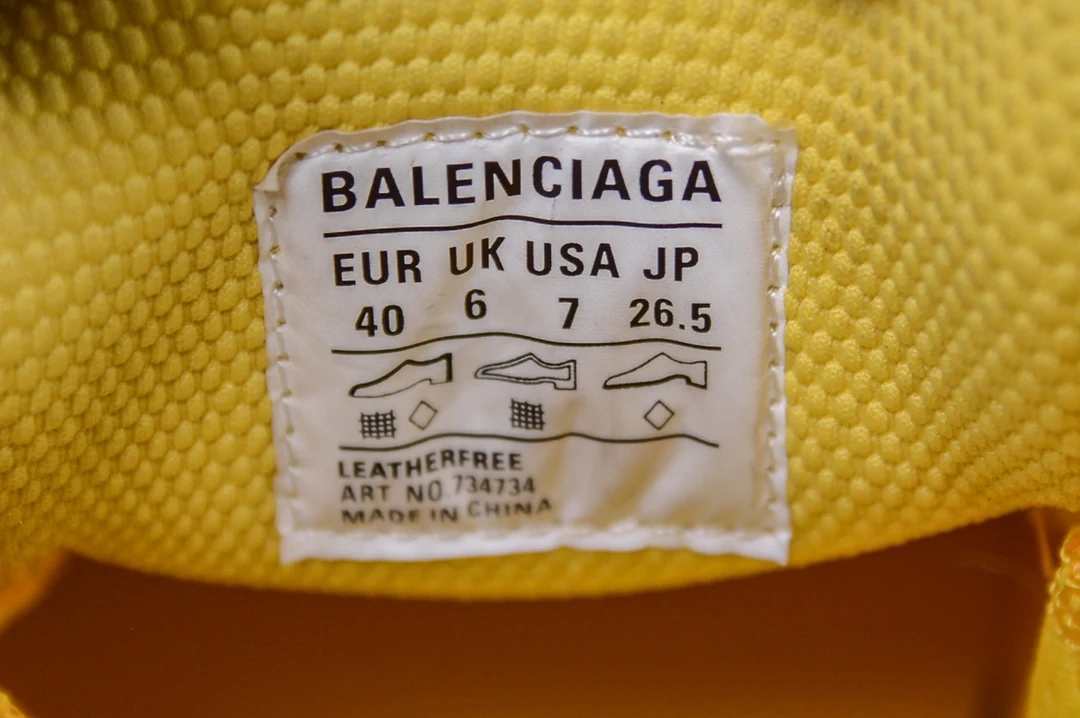 BALENCIAGA
EUR UK USA JP
40 6 7 26.5
LEATHERFREE
ART NO.734734
MADE IN CHINA